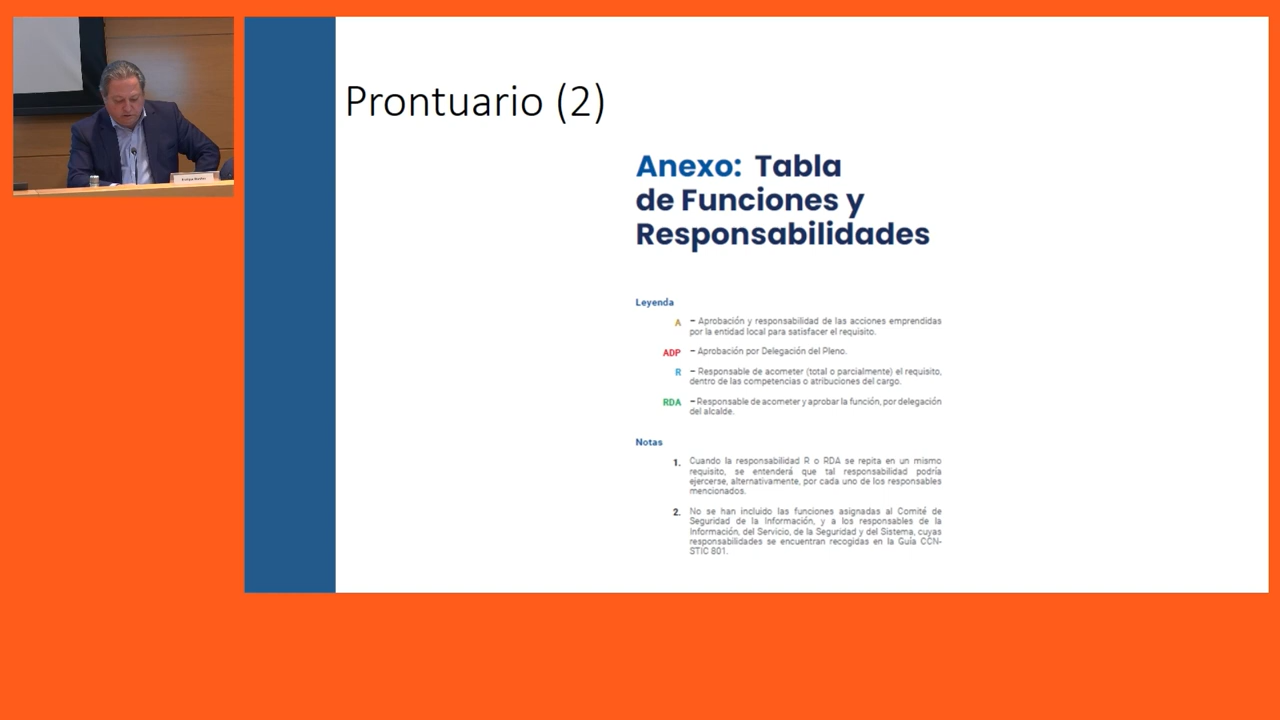 Prontuario (2)
Anexo: Tabla
de Funciones y
Responsabilidades
Leyenda
A – Aprobación y responsabilidad de las acciones emprendidas
por la entidad local para satisfacer el requisito.
ADP – Aprobación por Delegación del Pleno.
R – Responsable de acometer (total o parcialmente) el requisito,
dentro de las competencias o atribuciones del cargo.
RDA – Responsable de acometer y aprobar la función, por delegación
del alcalde.
Notas
1. Cuando la responsabilidad R o RDA se repita en un mismo
requisito, se entenderá que tal responsabilidad podría
ejercerse, alternativamente, por cada uno de los responsables
mencionados.
2. No se han incluido las funciones asignadas al Comité de
Seguridad de la Información, y a los responsables de la
Información, del Servicio, de la Seguridad y del Sistema, cuyas
responsabilidades se encuentran recogidas en la Guía CCN-
STIC 801.